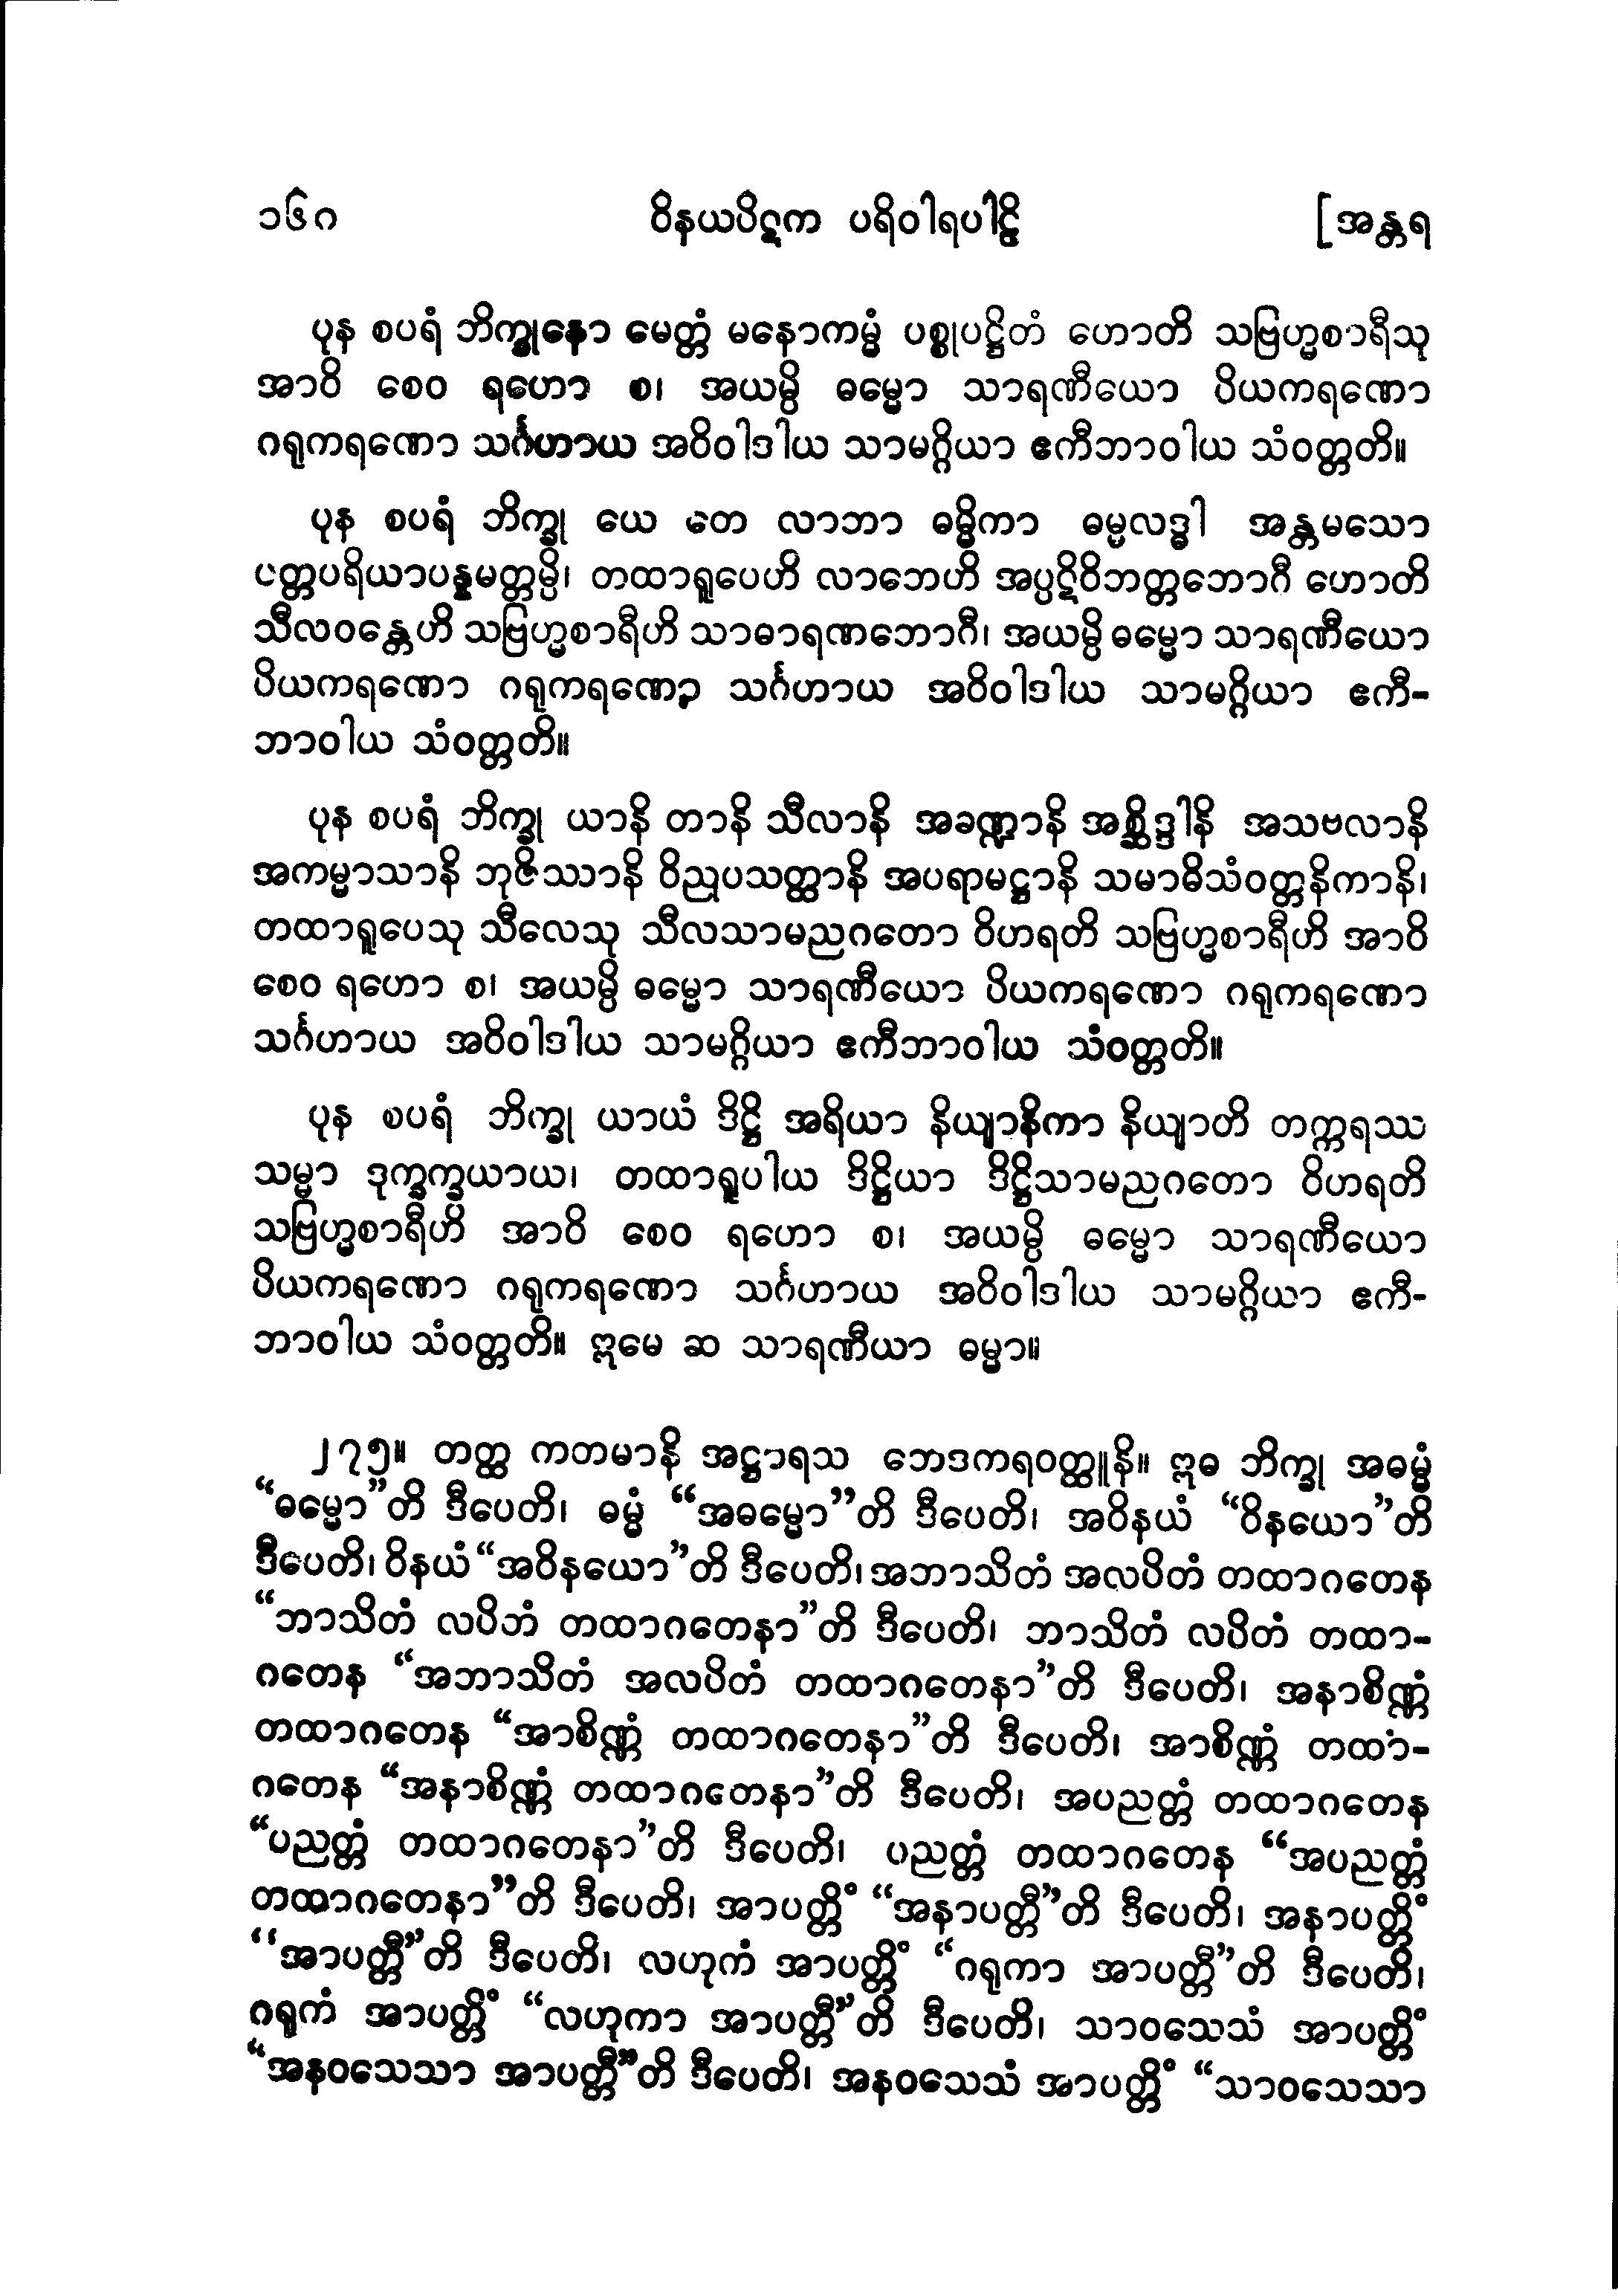 ၁၆ဂ ဝိနယပိဋက ပရိဝါရပါဠိ [အန္တရ
ပုန စပရံ ဘိက္ခုနော မေတ္တံ မနောကမ္မံ ပစ္စုပဋ္ဌိတံ ဟောတိ သဗြဟ္မစာရီသု
အာဝိ စေဝ ရဟော စ၊ အယမ္ပိ ဓမ္မော သာရဏီယော ပိယကရဏော
ဂရုကရဏော သင်္ဂဟာယ အဝိဝါဒါယ သာမဂ္ဂိယာ ဧကီဘာဝါယ သံဝတ္တတိ။
ပုန စပရံ ဘိက္ခု ယေ တေ လာဘာ ဓမ္မိကာ ဓမ္မလဒ္ဓါ အန္တမသော
ပတ္တပရိယာပန္နမတ္တမ္ပိ၊ တထာရူပေဟိ လာဘေဟိ အပ္ပဋိဝိဘတ္တဘောဂီ ဟောတိ
သီလဝန္တေဟိ သဗြဟ္မစာရီဟိ သာဓာရဏဘောဂီ၊ အယမ္ပိ ဓမ္မော သာရဏီယော
ပိယကရဏော ဂရုကရဏော သင်္ဂဟာယ အဝိဝါဒါယ သာမဂ္ဂိယာ ဧကီ-
ဘာဝါယ သံဝတ္တတိ။
ပုန စပရံ ဘိက္ခု ယာနိ တာနိ သီလာနိ အခဏ္ဍာနိ အစ္ဆိဒ္ဒါနိ အသဗလာနိ
အကမ္မာသာနိ ဘုဇိဿာနိ ဝိညုပသတ္ထာနိ အပရာမဋ္ဌာနိ သမာဓိသံဝတ္တနိကာနိ၊
တထာရူပေသု သီလေသု သီလသာမညဂတော ဝိဟရတိ သဗြဟ္မစာရီဟိ အာဝိ
စေဝ ရဟော စ၊ အယမ္ပိ ဓမ္မော သာရဏီယော ပိယကရဏော ဂရုကရဏော
သင်္ဂဟာယ အဝိဝါဒါယ သာမဂ္ဂိယာ ဧကီဘာဝါယ သံဝတ္တတိ။
ပုန စပရံ ဘိက္ခု ယာယံ ဒိဋ္ဌိ အရိယာ နိယျာနိကာ နိယျာတိ တက္ကရဿ
သမ္မာ ဒုက္ခက္ခယာယ၊ တထာရူပါယ ဒိဋ္ဌိယာ ဒိဋ္ဌိသာမညဂတော ဝိဟရတိ
သဗြဟ္မစာရီဟိ အာဝိ စေဝ ရဟော စ၊ အယမ္ပိ ဓမ္မော သာရဏီယော
ပိယကရဏော ဂရုကရဏော သင်္ဂဟာယ အဝိဝါဒါယ သာမဂ္ဂိယာ ဧကီ-
ဘာဝါယ သံဝတ္တတိ။ ဣမေ ဆ သာရဏီယာ ဓမ္မာ။
၂၇၅။ တတ္ထ ကတမာနိ အဋ္ဌာရသ ဘေဒကရဝတ္ထူနိ။ ဣဓ ဘိက္ခု အဓမ္မံ
“ဓမ္မော”တိ ဒီပေတိ၊ ဓမ္မံ “အဓမ္မော”တိ ဒီပေတိ၊ အဝိနယံ “ဝိနယော”တိ
ဒီပေတိ၊ ဝိနယံ “အဝိနယော”တိ ဒီပေတိ၊ အဘာသိတံ အလပိတံ တထာဂတေန
“ဘာသိတံ လပိတံ တထာဂတေနာ”တိ ဒီပေတိ၊ ဘာသိတံ လပိတံ တထာ-
ဂတေန “အဘာသိတံ အလပိတံ တထာဂတေနာ”တိ ဒီပေတိ၊ အနာစိဏ္ဏံ
တထာဂတေန “အာစိဏ္ဏံ တထာဂတေနာ”တိ ဒီပေတိ၊ အာစိဏ္ဏံ တထာ-
ဂတေန “အနာစိဏ္ဏံ တထာဂတေနာ”တိ ဒီပေတိ၊ အပညတ္တံ တထာဂတေန
“ပညတ္တံ တထာဂတေနာ”တိ ဒီပေတိ၊ ပညတ္တံ တထာဂတေန “အပညတ္တံ
တထာဂတေနာ”တိ ဒီပေတိ၊ အာပတ္တိံ “အနာပတ္တီ”တိ ဒီပေတိ၊ အနာပတ္တိံ
“အာပတ္တီ”တိ ဒီပေတိ၊ လဟုကံ အာပတ္တိံ “ဂရုကာ အာပတ္တီ”တိ ဒီပေတိ၊
ဂရုကံ အာပတ္တိံ “လဟုကာ အာပတ္တီ”တိ ဒီပေတိ၊ သာဝသေသံ အာပတ္တိံ
“အနဝသေသာ အာပတ္တီ”တိ ဒီပေတိ၊ အနဝသေသံ အာပတ္တိံ “သာဝသေသာ